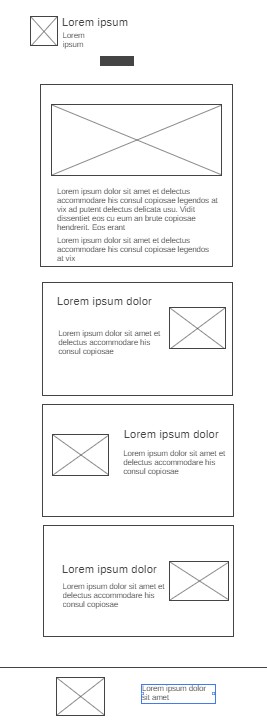 Lorem ipsum
Lorem
ipsum
Lorem ipsum dolor sit amet et delectus
accommodare his consul copiosae legendos at
vix ad putent delectus delicata usu. Vidit
dissentiet eos cu eum an brute copiosae
hendrerit. Eos erant
Lorem ipsum dolor sit amet et delectus
accommodare his consul copiosae legendos
at vix
Lorem ipsum dolor
Lorem ipsum dolor sit amet et
delectus accommodare his
consul copiosae
Lorem ipsum dolor
Lorem ipsum dolor sit amet et
delectus accommodare his
consul copiosae
Lorem ipsum dolor
Lorem ipsum dolor sit amet et
delectus accommodare his
consul copiosae
Lorem ipsum dolor
sit amet